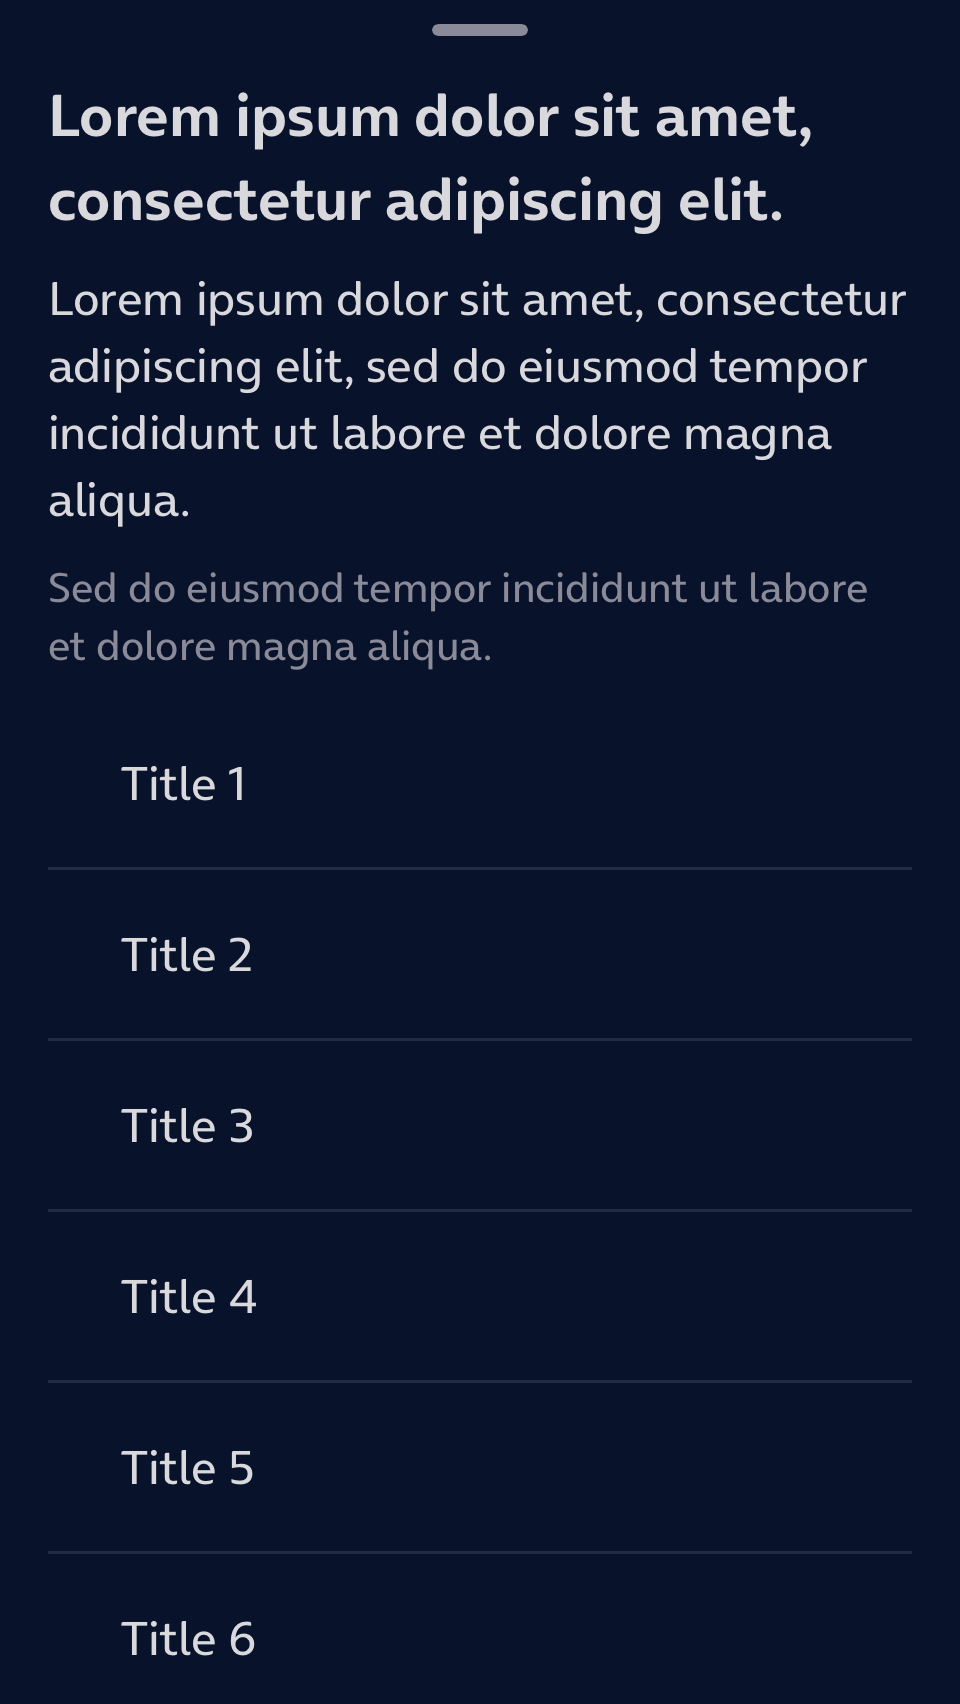 Lorem ipsum dolor sit amet,
consectetur adipiscing elit.
Lorem ipsum dolor sit amet, consectetur
adipiscing elit, sed do eiusmod tempor
incididunt ut labore et dolore magna
aliqua.
Sed do eiusmod tempor incididunt ut labore
et dolore magna aliqua.
Title 1
Title 2
Title 3
Title 4
Title 5
Title 6